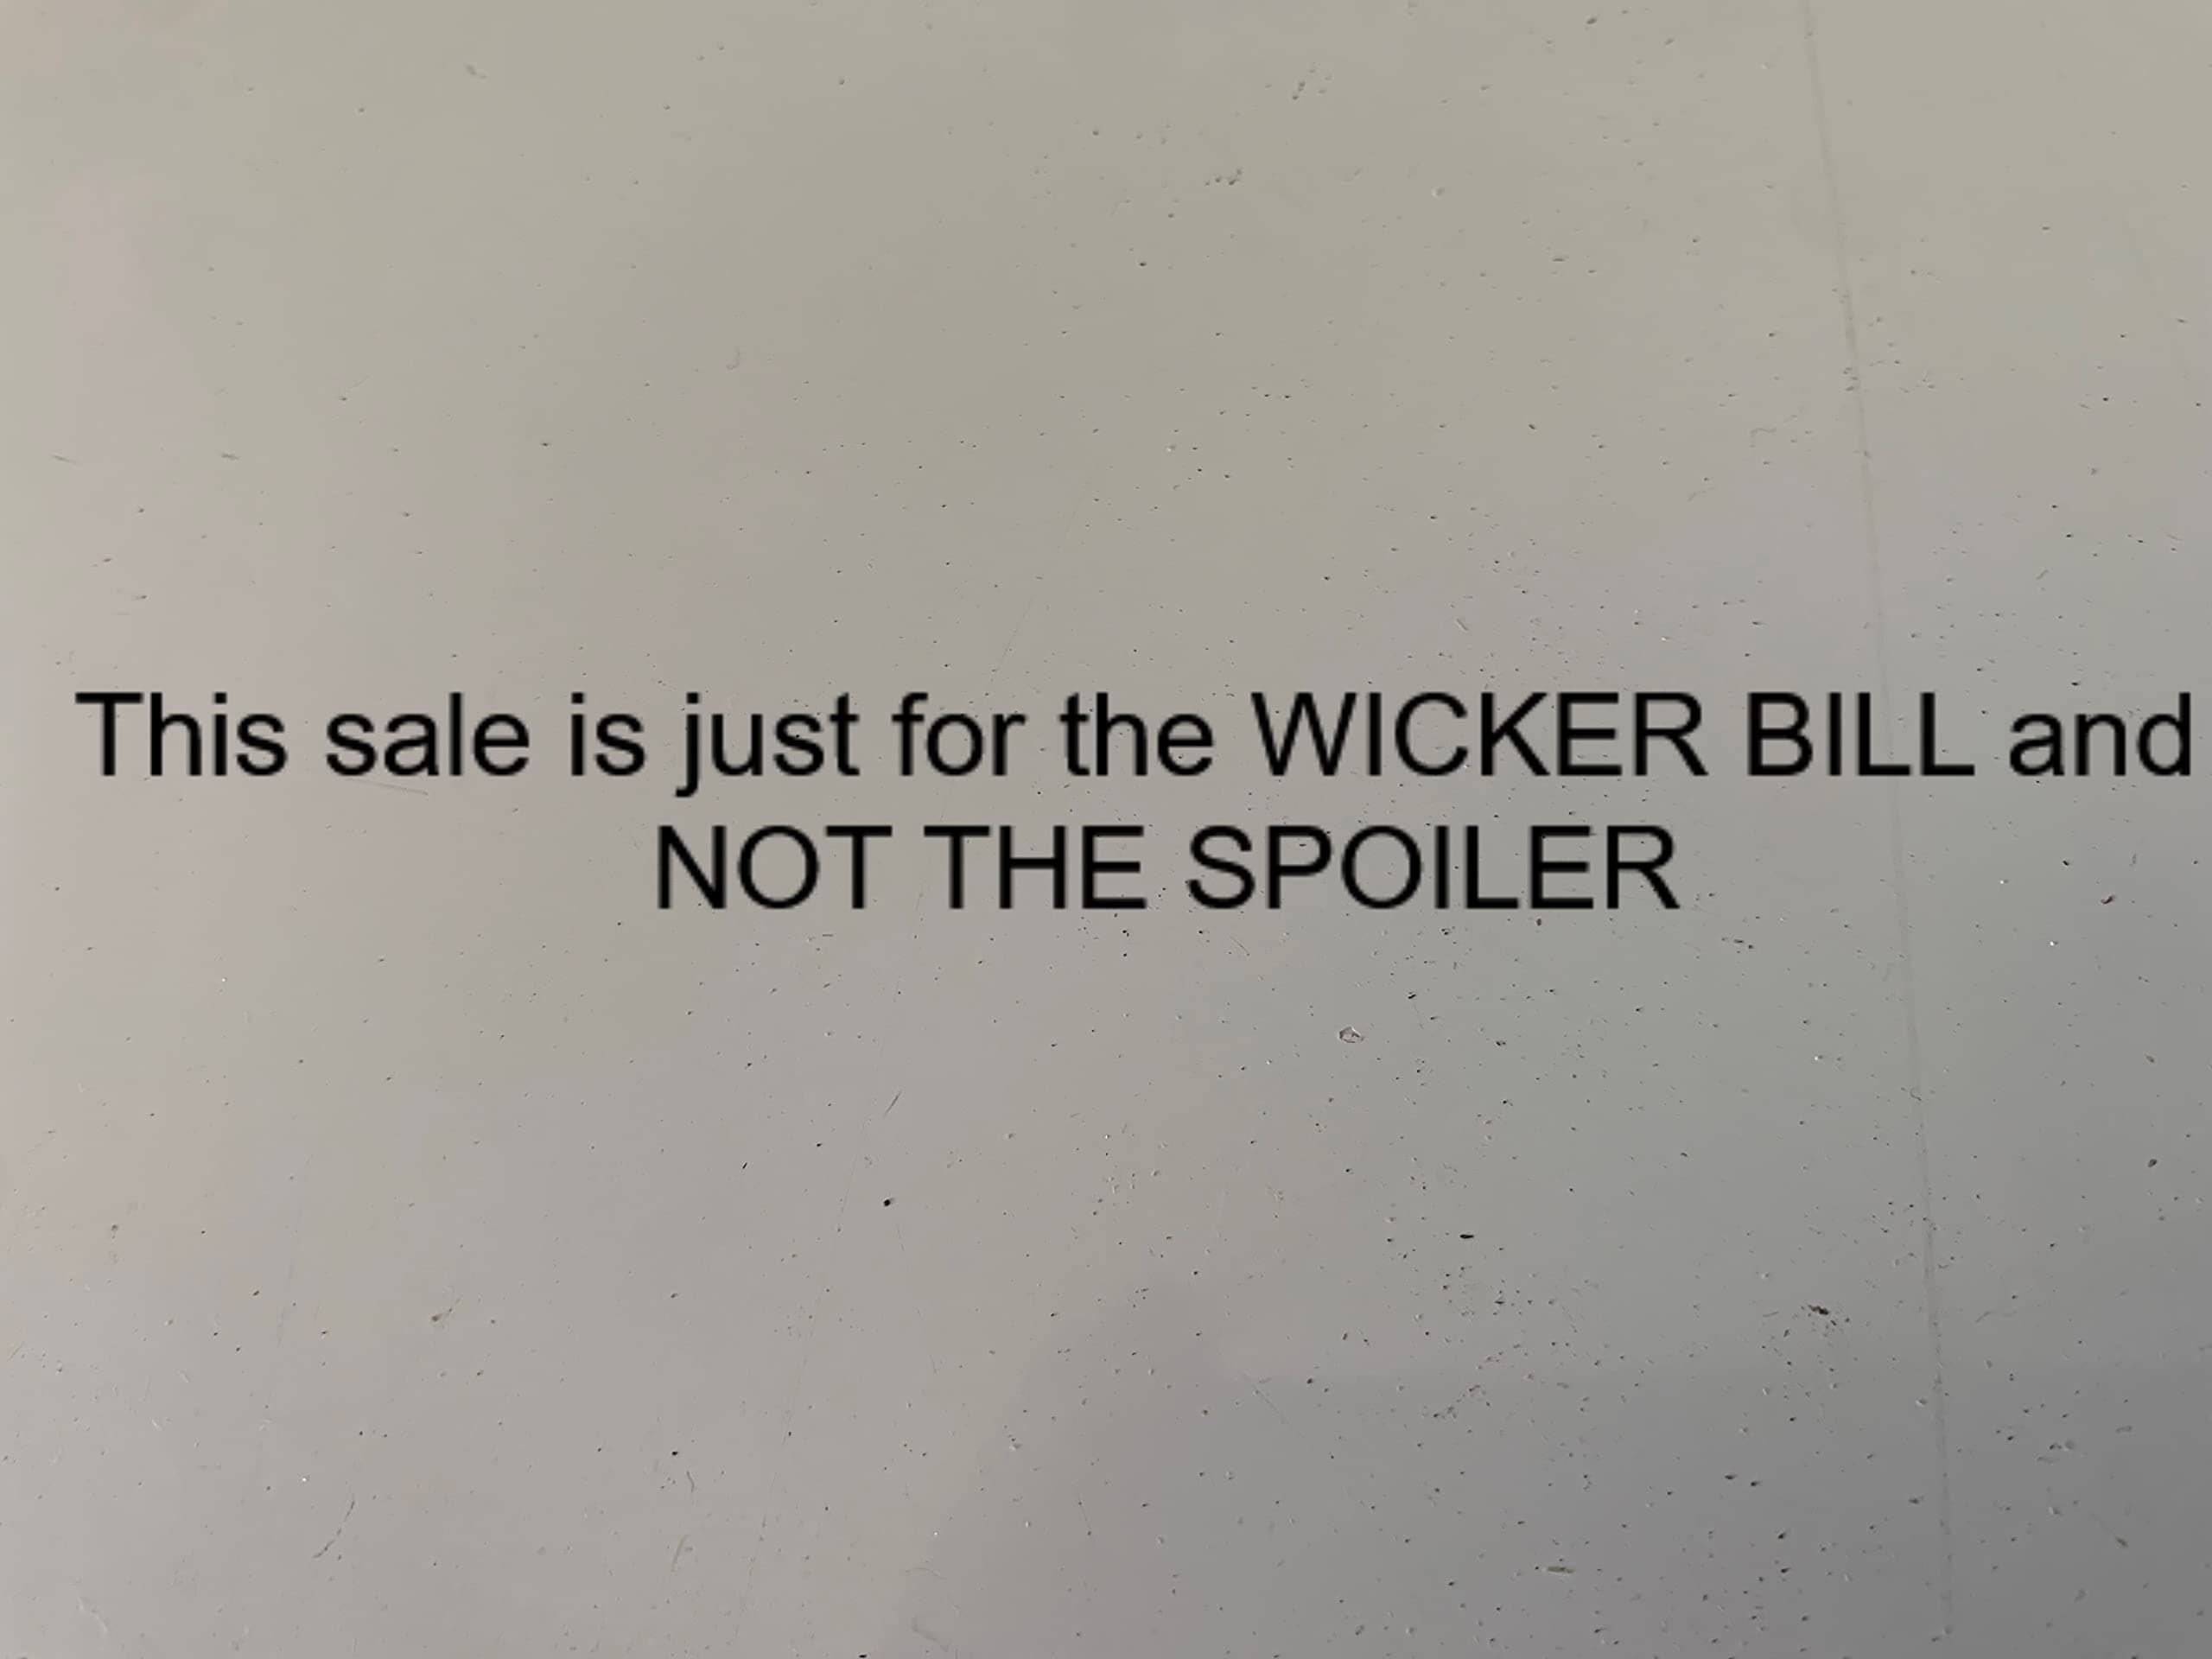 This sale is just for the WICKER BILL and
NOT THE SPOILER